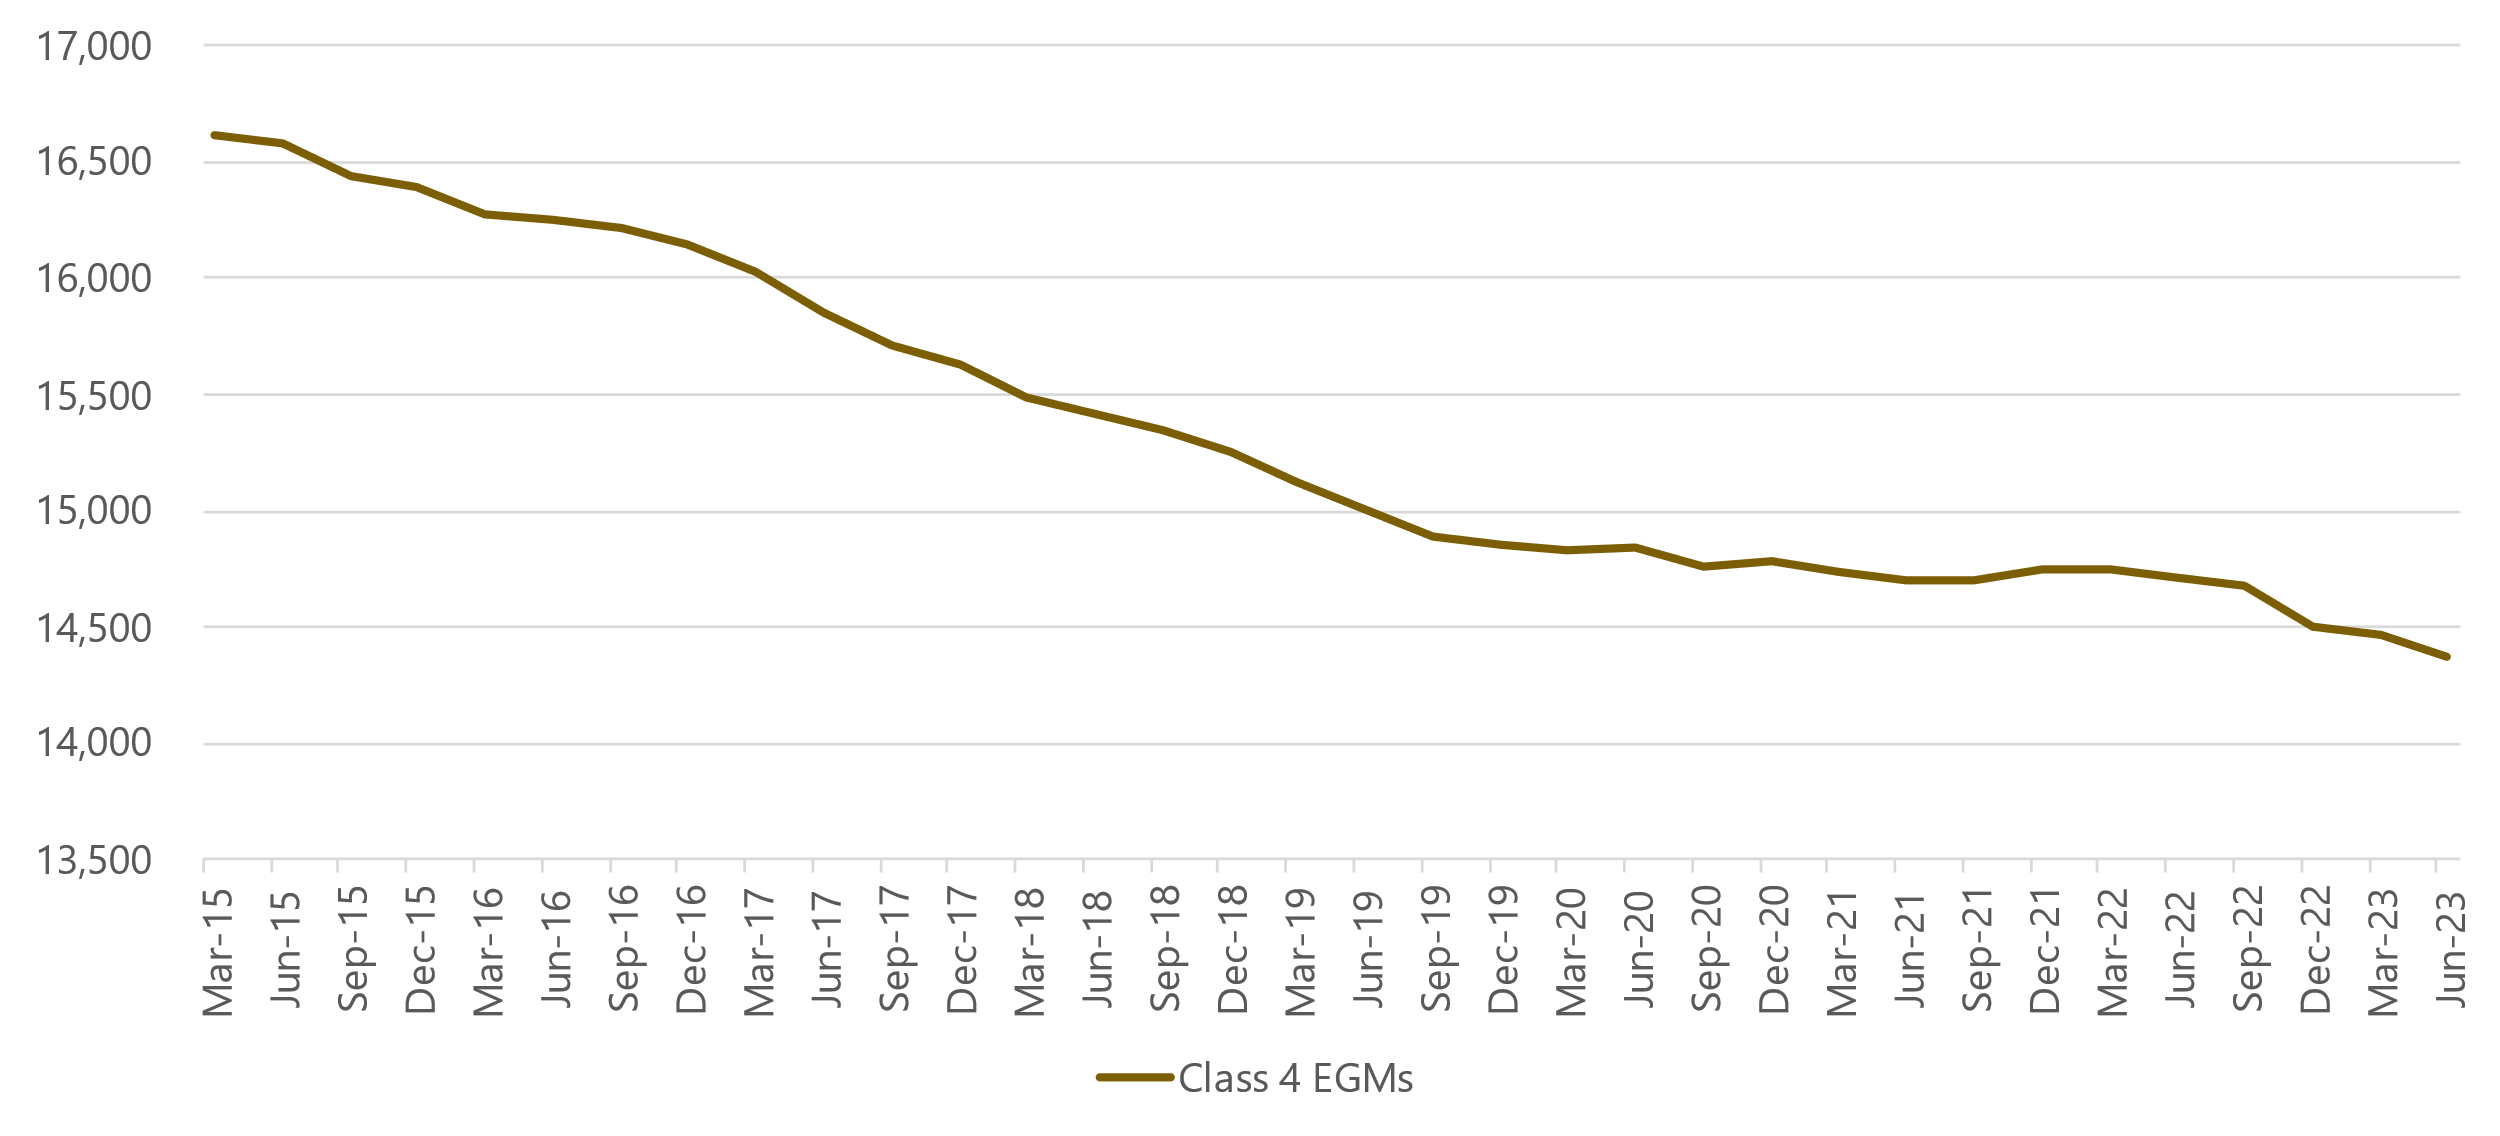 17,000
16,500
16,000
15,500
15,000
14,500
14,000
13,500
Mar-15
Jun-15
Sep-15
Dec-15
Mar-16
Jun-16
Sep-16
Dec-16
Mar-17
Jun-17
Sep-17
Dec-17
Mar-18
Jun-18
Sep-18
Dec-18
Mar-19
Jun-19
Sep-19
Dec-19
Mar-20
Jun-20
Sep-20
Dec-20
Mar-21
Jun-21
Sep-21
Dec-21
Mar-22
Jun-22
Sep-22
Dec-22
Mar-23
Jun-23
Class 4 EGMs